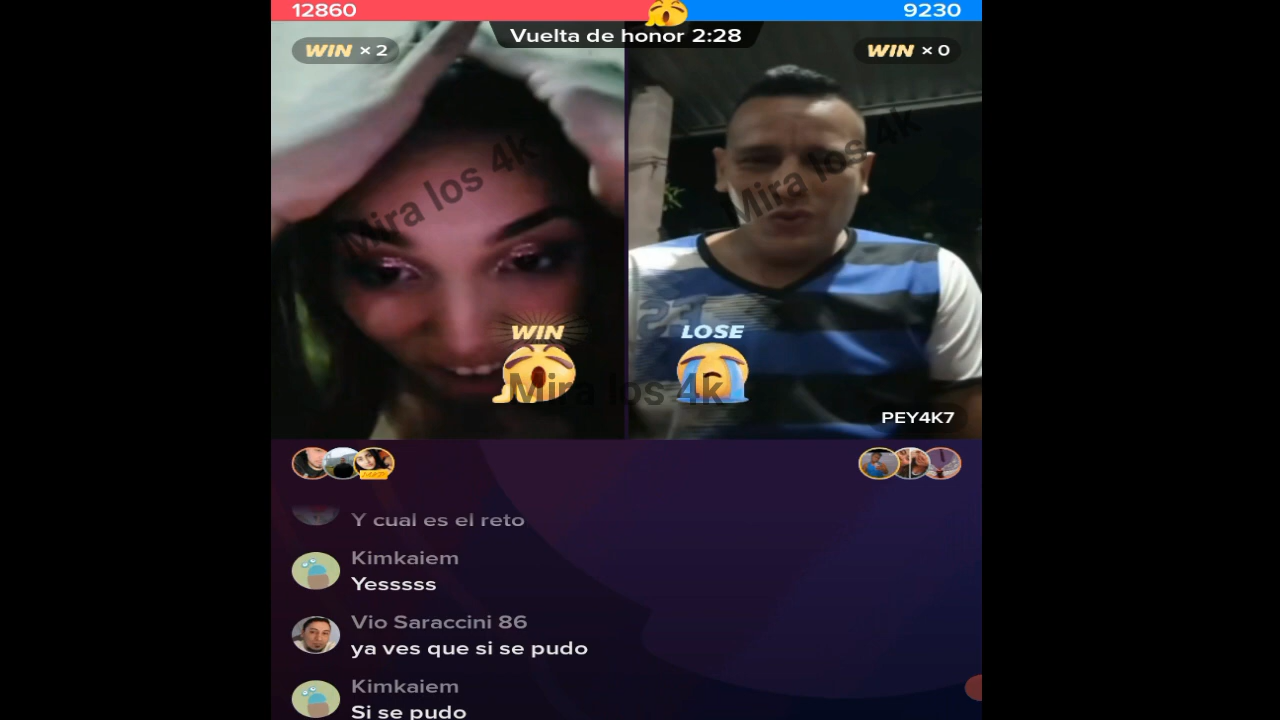 12860
9230
Vuelta de honor 2:28
WIN × 2
WIN × 0
Mira los 4k
Mira los 4k
WIN
LOSE
Mira los 4k
PEY4K7
Y cual es el reto
Kimkaiem
Yesssss
Vio Saraccini 86
ya ves que si se pudo
Kimkaiem
Si se pudo